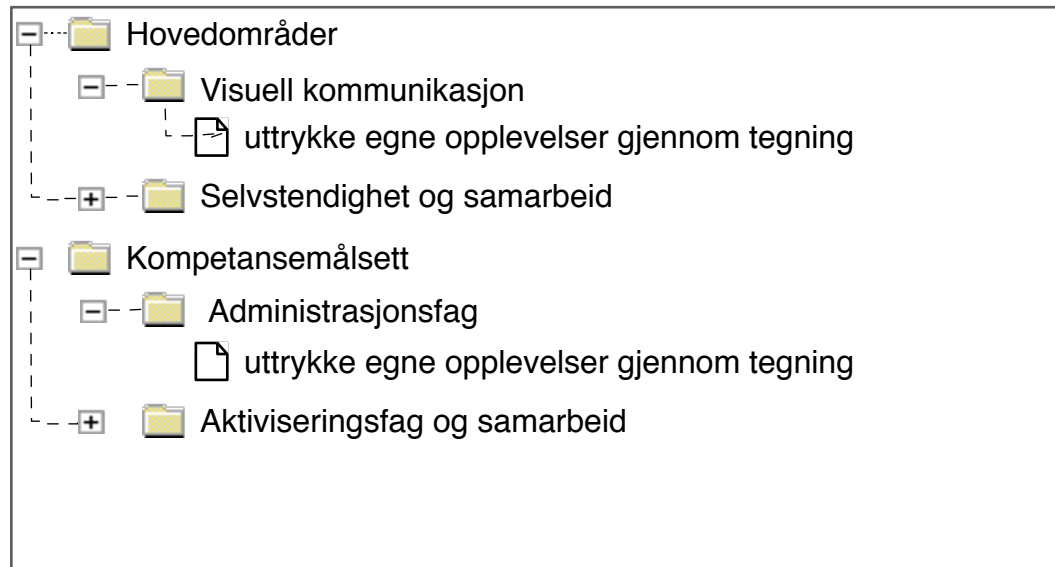 Hovedområder
Visuell kommunikasjon
uttrykke egne opplevelser gjennom tegning
Selvstendighet og samarbeid
Kompetansemålsett
Administrasjonsfag
uttrykke egne opplevelser gjennom tegning
Aktiviseringsfag og samarbeid